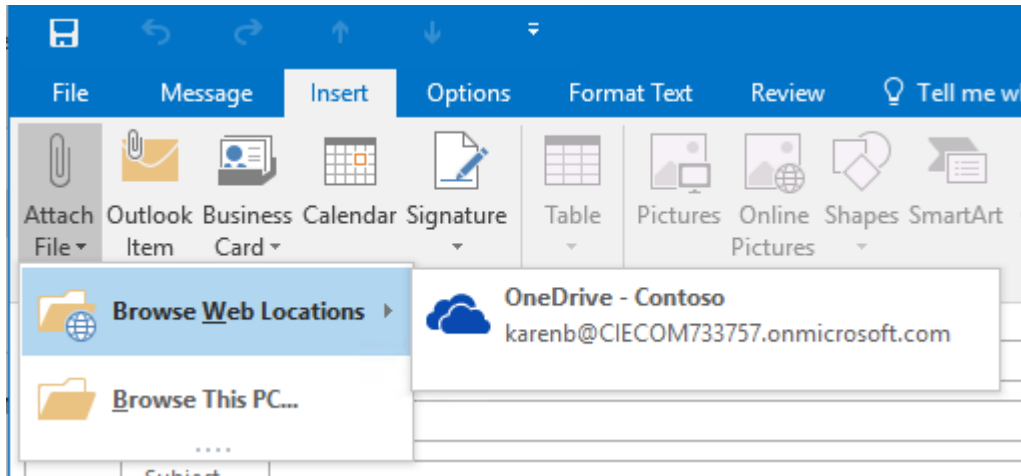 File Message Insert Options Format Text Review Tell me w
Attach Outlook Business Calendar Signature Table Pictures Online Shapes SmartArt
File Item Card Pictures
Browse Web Locations
OneDrive - Contoso
karenb@CIECOM733757.onmicrosoft.com
Browse This PC...
Subject